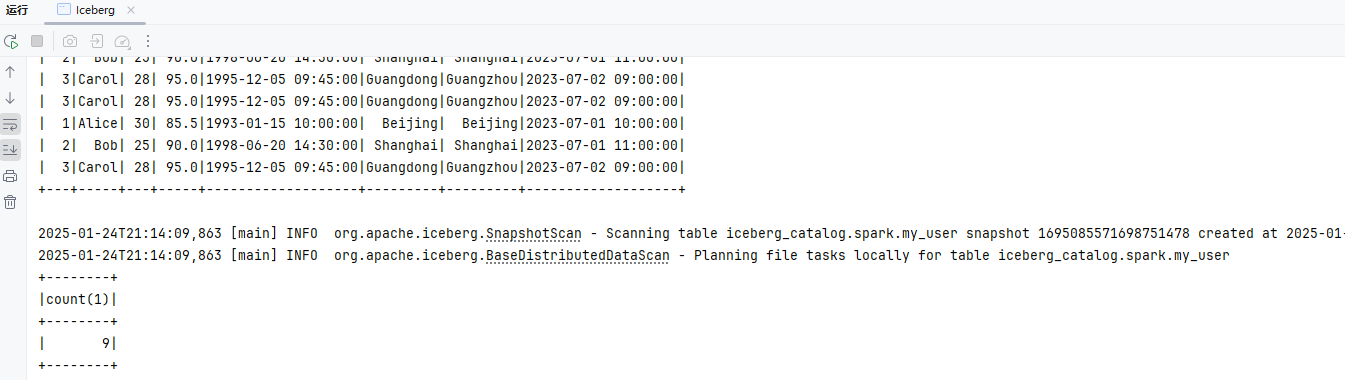 运行 Iceberg
| 2| Bob| 25| 90.0|1998-06-20 14:30:00| Shanghai| Shanghai|2023-07-01 11:00:00|
| 3|Carol| 28| 95.0|1995-12-05 09:45:00|Guangdong|Guangzhou|2023-07-02 09:00:00|
| 3|Carol| 28| 95.0|1995-12-05 09:45:00|Guangdong|Guangzhou|2023-07-02 09:00:00|
| 1|Alice| 30| 85.5|1993-01-15 10:00:00|  Beijing|  Beijing|2023-07-01 10:00:00|
| 2|  Bob| 25| 90.0|1998-06-20 14:30:00| Shanghai| Shanghai|2023-07-01 11:00:00|
| 3|Carol| 28| 95.0|1995-12-05 09:45:00|Guangdong|Guangzhou|2023-07-02 09:00:00|
+---+-----+---+-----+-------------------+---------+---------+-------------------+
2025-01-24T21:14:09,863 [main] INFO  org.apache.iceberg.SnapshotScan - Scanning table iceberg_catalog.spark.my_user snapshot 1695085571698751478 created at 2025-01-
2025-01-24T21:14:09,863 [main] INFO  org.apache.iceberg.BaseDistributedDataScan - Planning file tasks locally for table iceberg_catalog.spark.my_user
+--------+
|count(1)|
+--------+
|       9|
+--------+